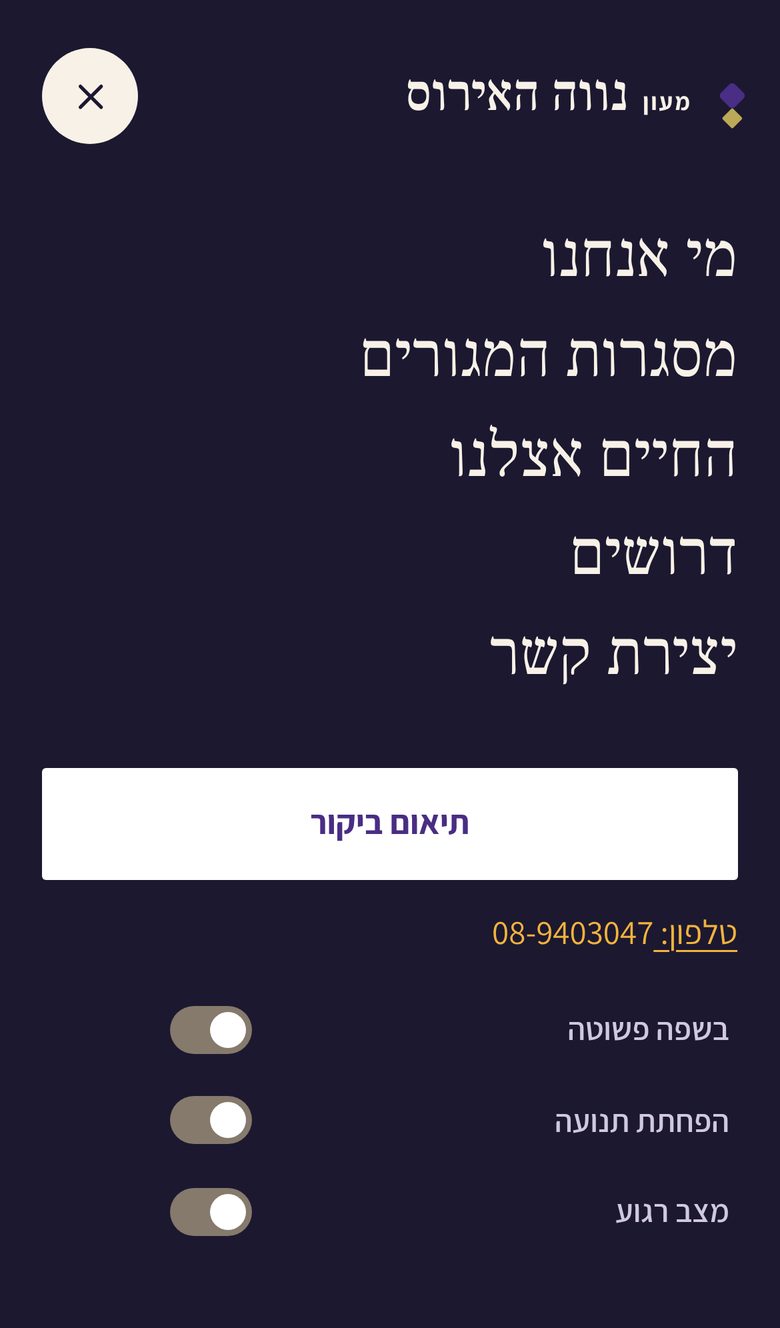 מעון נווה האירוס
מי אנחנו
מסגרות המגורים
החיים אצלנו
דרושים
יצירת קשר
תיאום ביקור
טלפון: 08-9403047
בשפה פשוטה
הפחתת תנועה
מצב רגוע